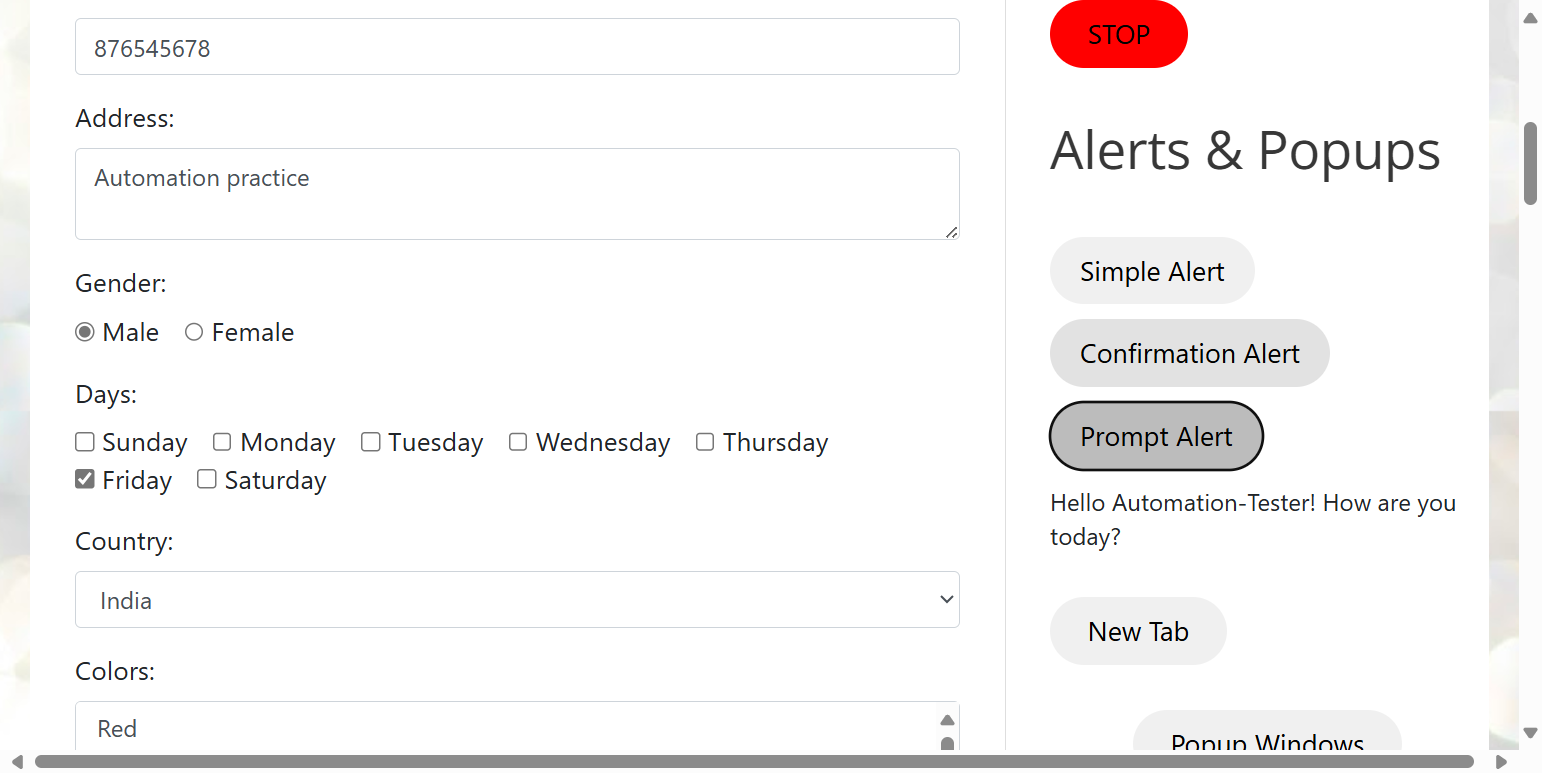 876545678
Address:
Automation practice
Gender:
Male Female
Days:
Sunday Monday Tuesday Wednesday Thursday
Friday Saturday
Country:
India
Colors:
Red
STOP
Alerts & Popups
Simple Alert
Confirmation Alert
Prompt Alert
Hello Automation-Tester! How are you
today?
New Tab
Popup Windows